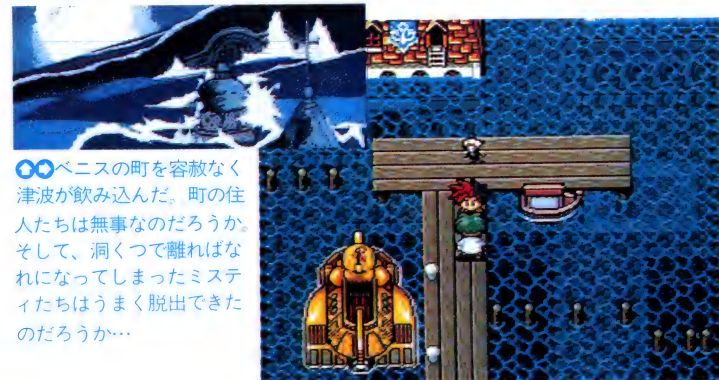 ⬆➡ベニスの町を容赦なく
津波が飲み込んだ。町の住
人たちは無事なのだろうか。
そして、洞くつで離ればな
れになってしまったミステ
ィたちはうまく脱出できた
のだろうか…